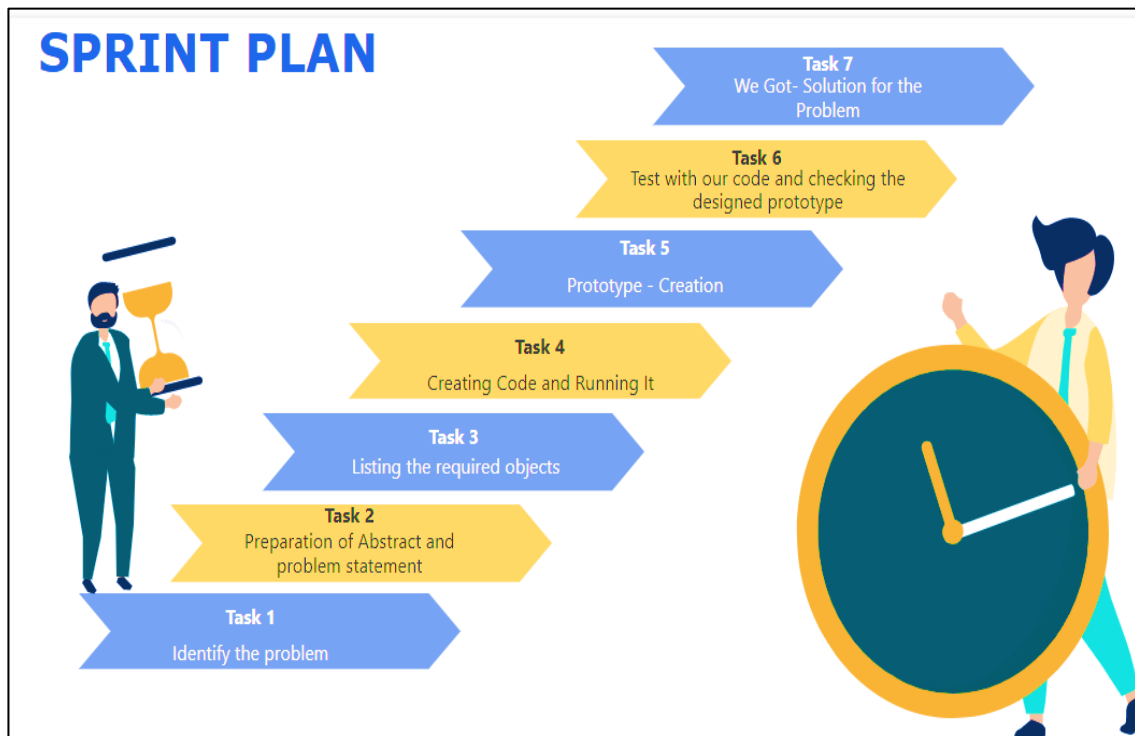 SPRINT PLAN
Task 7
We Got- Solution for the
Problem
Task 6
Test with our code and checking the
designed prototype
Task 5
Prototype - Creation
Task 4
Creating Code and Running It
Task 3
Listing the required objects
Task 2
Preparation of Abstract and
problem statement
Task 1
Identify the problem